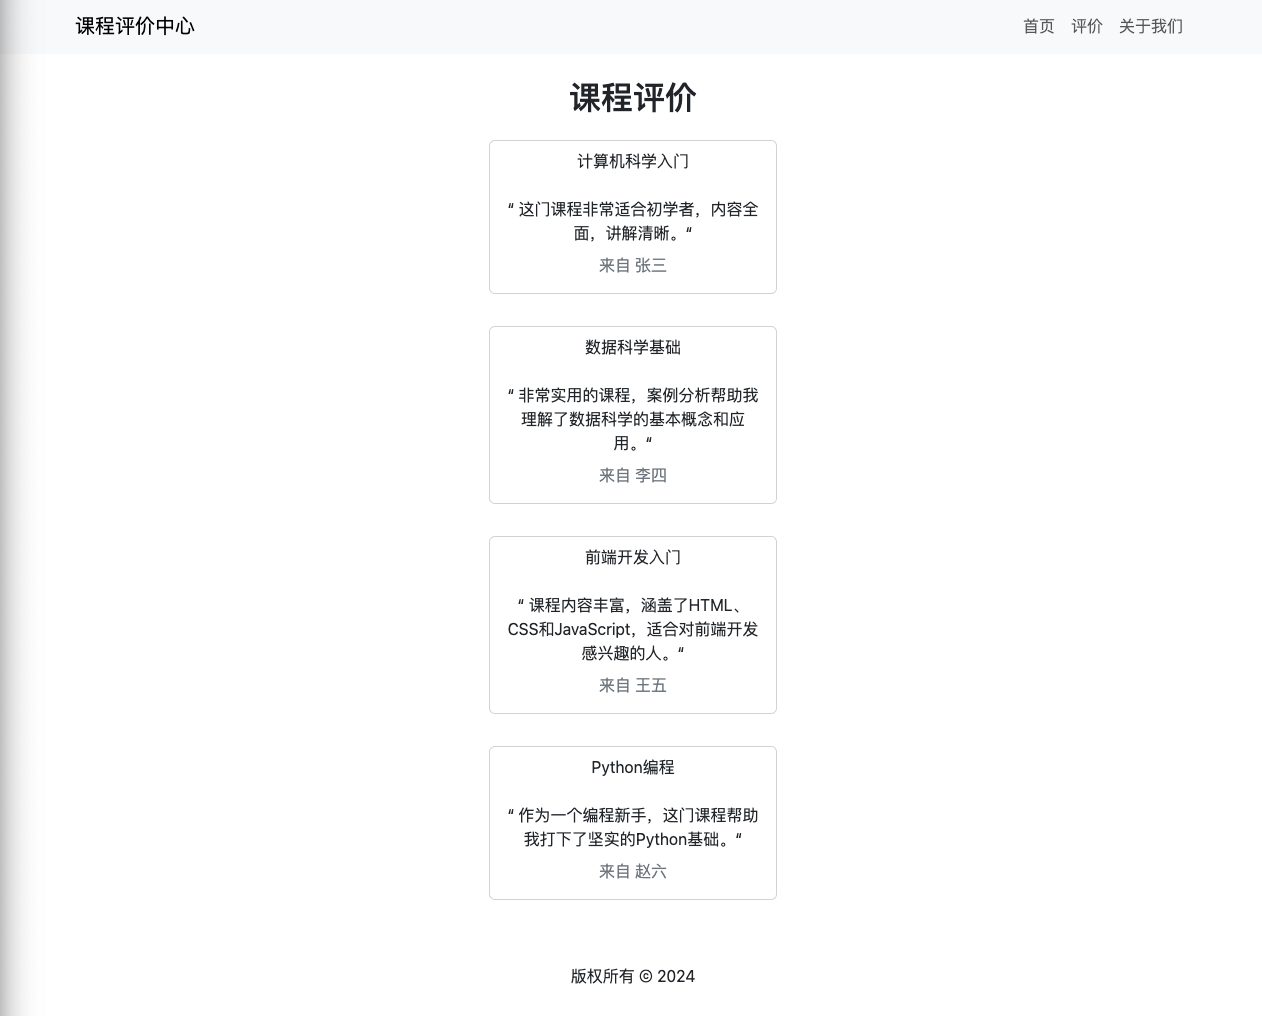 课程评价中心
首页 评价 关于我们
课程评价
计算机科学入门
“ 这门课程非常适合初学者，内容全
面，讲解清晰。“
来自 张三
数据科学基础
“ 非常实用的课程，案例分析帮助我
理解了数据科学的基本概念和应
用。“
来自 李四
前端开发入门
“ 课程内容丰富，涵盖了HTML、
CSS和JavaScript，适合对前端开发
感兴趣的人。“
来自 王五
Python编程
“ 作为一个编程新手，这门课程帮助
我打下了坚实的Python基础。“
来自 赵六
版权所有 © 2024